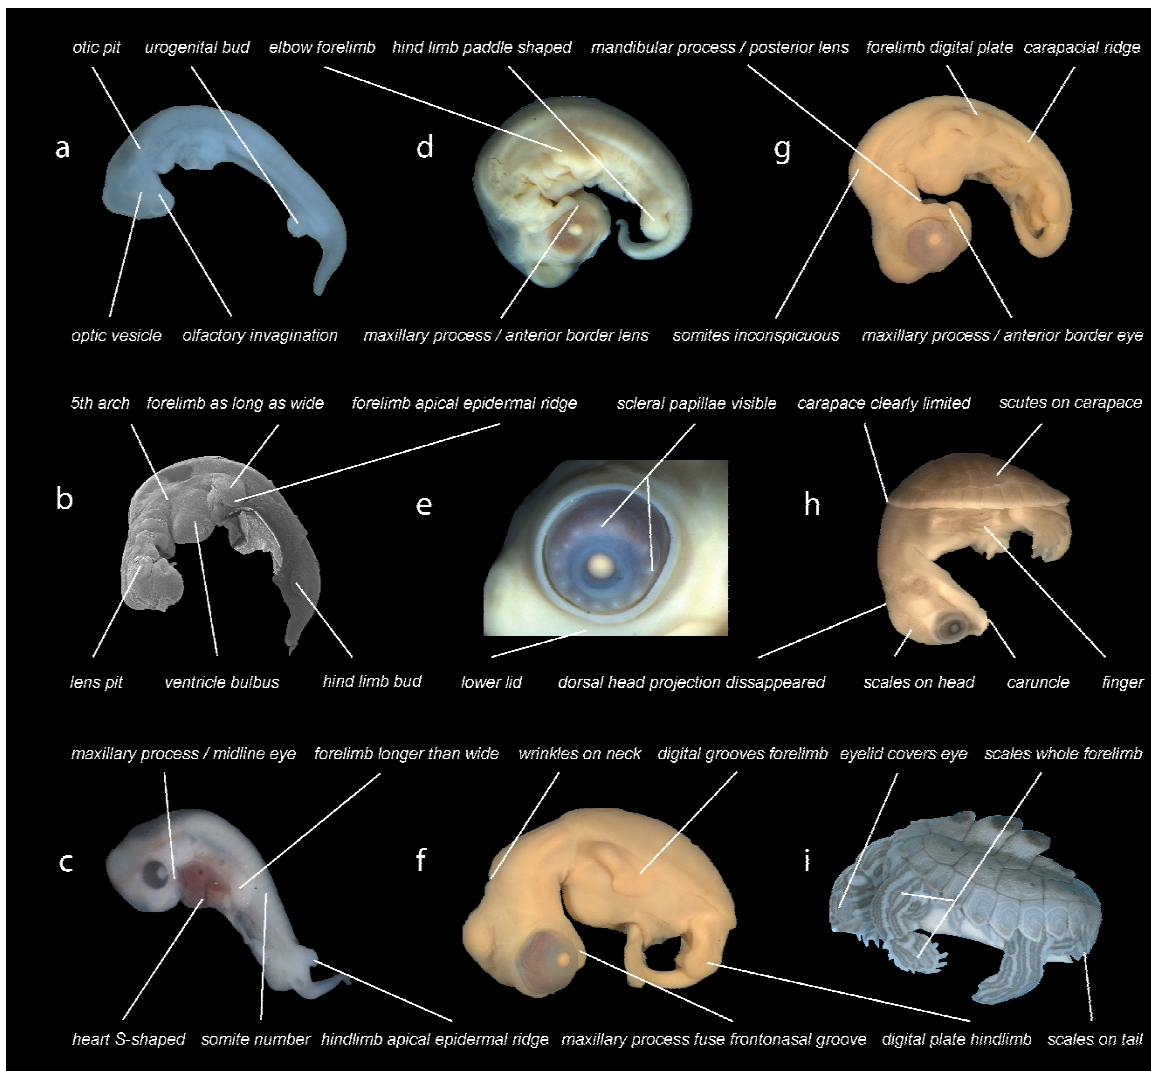 otic pit urogenital bud elbow forelimb hind limb paddle shaped mandibular process / posterior lens forelimb digital plate carapacial ridge
a d g
optic vesicle olfactory invagination maxillary process / anterior border lens somites inconspicuous maxillary process / anterior border eye
5th arch forelimb as long as wide forelimb apical epidermal ridge scleral papillae visible carapace clearly limited scutes on carapace
b e h
lens pit ventricle bulbus hind limb bud lower lid dorsal head projection dissappeared scales on head caruncle finger
maxillary process / midline eye forelimb longer than wide wrinkles on neck digital grooves forelimb eyelid covers eye scales whole forelimb
c f i
heart S-shaped somite number hindlimb apical epidermal ridge maxillary process fuse frontonasal groove digital plate hindlimb scales on tail